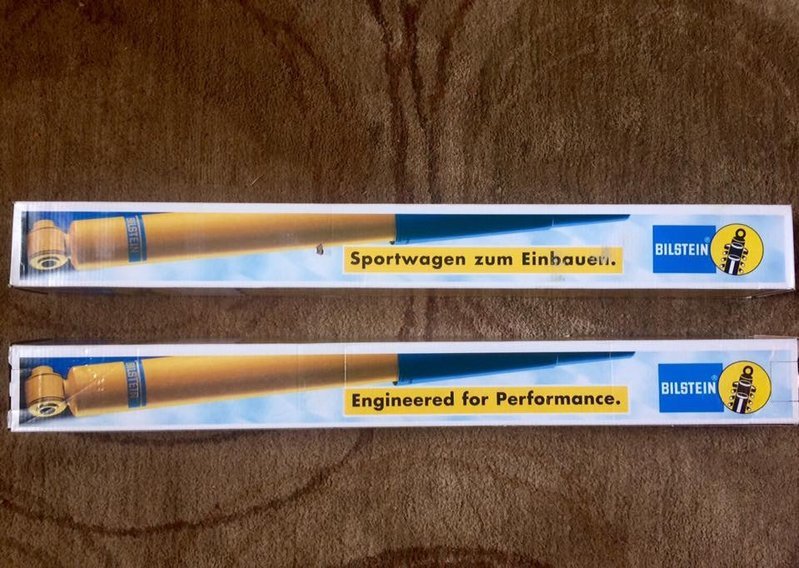 BILSTEIN
Sportwagen zum Einbauen.
BILSTEIN®
BILSTEIN
Engineered for Performance.
BILSTEIN®